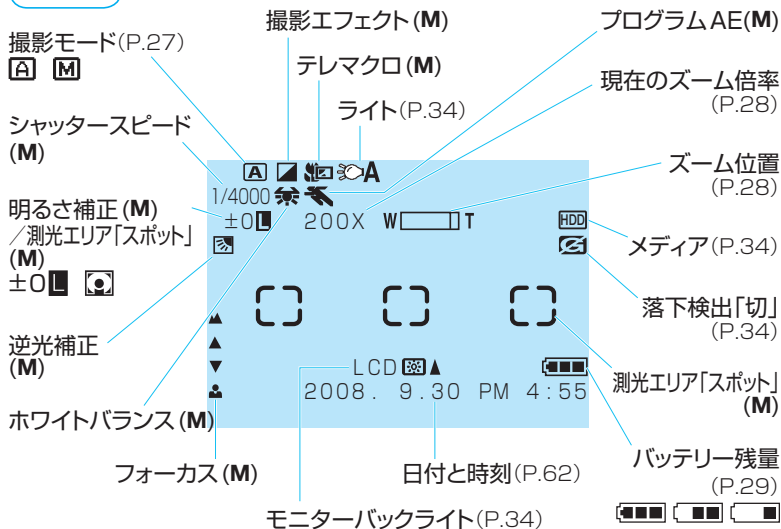 撮影エフェクト(M)
プログラムAE(M)
撮影モード(P.27)
A M
テレマクロ(M)
現在のズーム倍率
(P.28)
ライト(P.34)
シャッタースピード
(M)
ズーム位置
(P.28)
A A
1/4000
明るさ補正(M)
/測光エリア「スポット」
(M)
±0L
±0L 200X W T HDD
メディア(P.34)
落下検出「切」
(P.34)
逆光補正
(M)
測光エリア「スポット」
(M)
LCD
2008. 9.30 PM 4:55
ホワイトバランス(M)
バッテリー残量
(P.29)
フォーカス(M)
日付と時刻(P.62)
モニターバックライト(P.34)